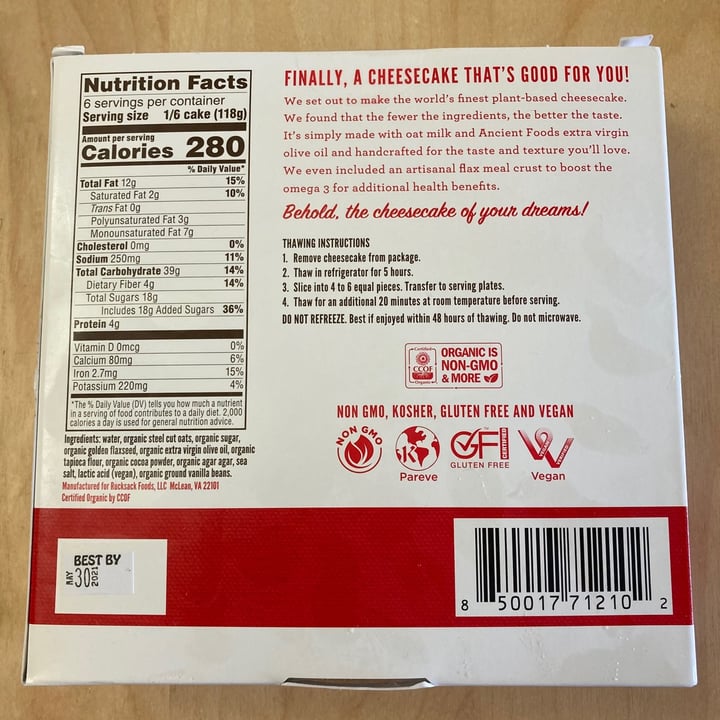 Nutrition Facts
6 servings per container
Serving size 1/6 cake (118g)
Amount per serving
Calories 280
% Daily Value*
Total Fat 12g 15%
Saturated Fat 2g 10%
Trans Fat 0g
Polyunsaturated Fat 3g
Monounsaturated Fat 7g
Cholesterol 0mg 0%
Sodium 250mg 11%
Total Carbohydrate 39g 14%
Dietary Fiber 4g 14%
Total Sugars 18g
Includes 18g Added Sugars 36%
Protein 4g
Vitamin D 0mcg 0%
Calcium 80mg 6%
Iron 2.7mg 15%
Potassium 220mg 4%
*The % Daily Value (DV) tells you how much a nutrient
in a serving of food contributes to a daily diet. 2,000
calories a day is used for general nutrition advice.
Ingredients: water, organic steel cut oats, organic sugar,
organic golden flaxseed, organic extra virgin olive oil, organic
tapioca flour, organic cocoa powder, organic agar agar, sea
salt, lactic acid (vegan), organic ground vanilla beans.
Manufactured for Rucksack Foods, LLC McLean, VA 22101
Certified Organic by CCOF
FINALLY, A CHEESECAKE THAT'S GOOD FOR YOU!
We set out to make the world's finest plant-based cheesecake.
We found that the fewer the ingredients, the better the taste.
It's simply made with oat milk and Ancient Foods extra virgin
olive oil and handcrafted for the taste and texture you'll love.
We even included an artisanal flax meal crust to boost the
omega 3 for additional health benefits.
Behold, the cheesecake of your dreams!
THAWING INSTRUCTIONS
1. Remove cheesecake from package.
2. Thaw in refrigerator for 5 hours.
3. Slice into 4 to 6 equal pieces. Transfer to serving plates.
4. Thaw for an additional 20 minutes at room temperature before serving.
DO NOT REFREEZE. Best if enjoyed within 48 hours of thawing. Do not microwave.
Certified
CCOF
Organic
ORGANIC IS
NON-GMO
& MORE
NON GMO, KOSHER, GLUTEN FREE AND VEGAN
NON GMO
K
Pareve
GF
CERTIFIED
GLUTEN FREE
Vegan
BEST BY
MAY 30 2021
8 50017 71210 2